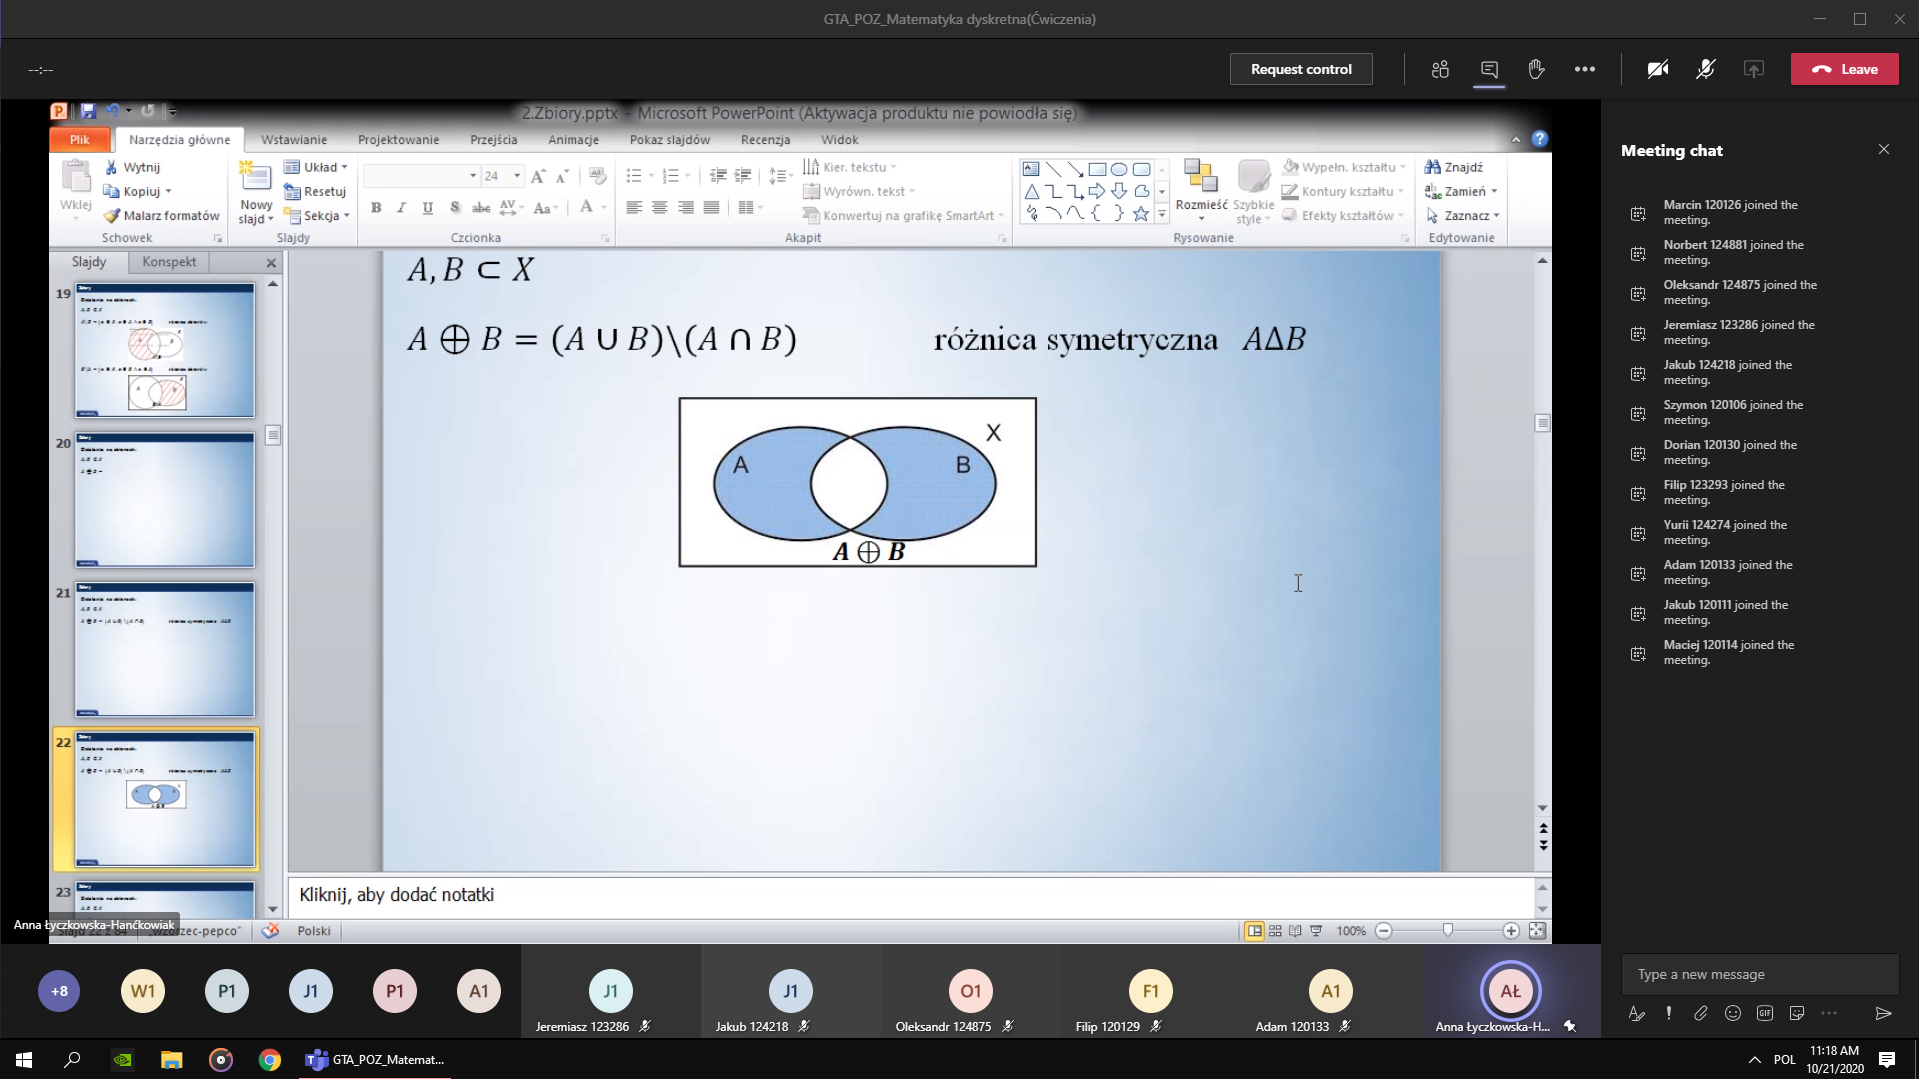 GTA_POZ_Matematyka dyskretna(Ćwiczenia)
--:--
Request control
Leave
2.Zbiory.pptx - Microsoft PowerPoint (Aktywacja produktu nie powiodła się)
Plik
Narzędzia główne
Wstawianie
Projektowanie
Przejścia
Animacje
Pokaz slajdów
Recenzja
Widok
Wklej
Wytnij
Kopiuj
Malarz formatów
Schowek
Nowy slajd
Układ
Resetuj
Sekcja
Slajdy
24
Czcionka
Kier. tekstu
Wyrówn. tekst
Konwertuj na grafikę SmartArt
Akapit
Rozmieść
Szybkie style
Wypełn. kształtu
Kontury kształtu
Efekty kształtów
Rysowanie
Znajdź
Zamień
Zaznacz
Edytowanie
Slajdy
Konspekt
19
20
21
22
23
A, B ⊂ X
A ⊕ B = (A ∪ B)\(A ∩ B) różnica symetryczna AΔB
X
A
B
A ⊕ B
Kliknij, aby dodać notatki
Anna Łyczkowska-Hanćkowiak
"wzorzec-pepco"
Polski
100%
Meeting chat
Marcin 120126 joined the
meeting.
Norbert 124881 joined the
meeting.
Oleksandr 124875 joined the
meeting.
Jeremiasz 123286 joined the
meeting.
Jakub 124218 joined the
meeting.
Szymon 120106 joined the
meeting.
Dorian 120130 joined the
meeting.
Filip 123293 joined the
meeting.
Yurii 124274 joined the
meeting.
Adam 120133 joined the
meeting.
Jakub 120111 joined the
meeting.
Maciej 120114 joined the
meeting.
Type a new message
GIF
+8
W1
P1
J1
P1
A1
J1
Jeremiasz 123286
J1
Jakub 124218
O1
Oleksandr 124875
F1
Filip 120129
A1
Adam 120133
AŁ
Anna Łyczkowska-H...
GTA_POZ_Matemat...
POL
11:18 AM
10/21/2020